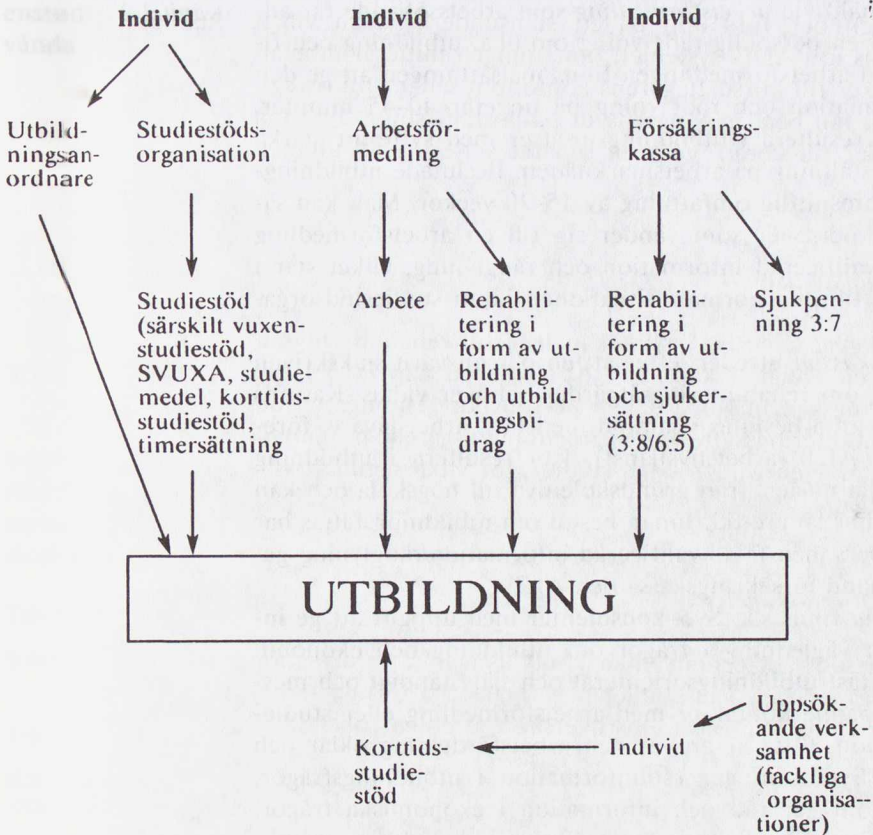 Individ
Individ
Individ
Utbild-
ningsan-
ordnare
Studiestöds-
organisation
Arbetsför-
medling
Försäkrings-
kassa
Studiestöd
(särskilt vuxen-
studiestöd,
SVUXA, studie-
medel, korttids-
studiestöd,
timersättning
Arbete
Rehabili-
tering i
form av ut-
bildning
och utbild-
ningsbi-
drag
Rehabili-
tering i
form av ut-
bildning
och sjuker-
sättning
(3:8/6:5)
Sjukpen-
ning 3:7
UTBILDNING
Korttids-
studie-
stöd
Individ
Uppsök-
ande verk-
samhet
(fackliga
organisa--
tioner)